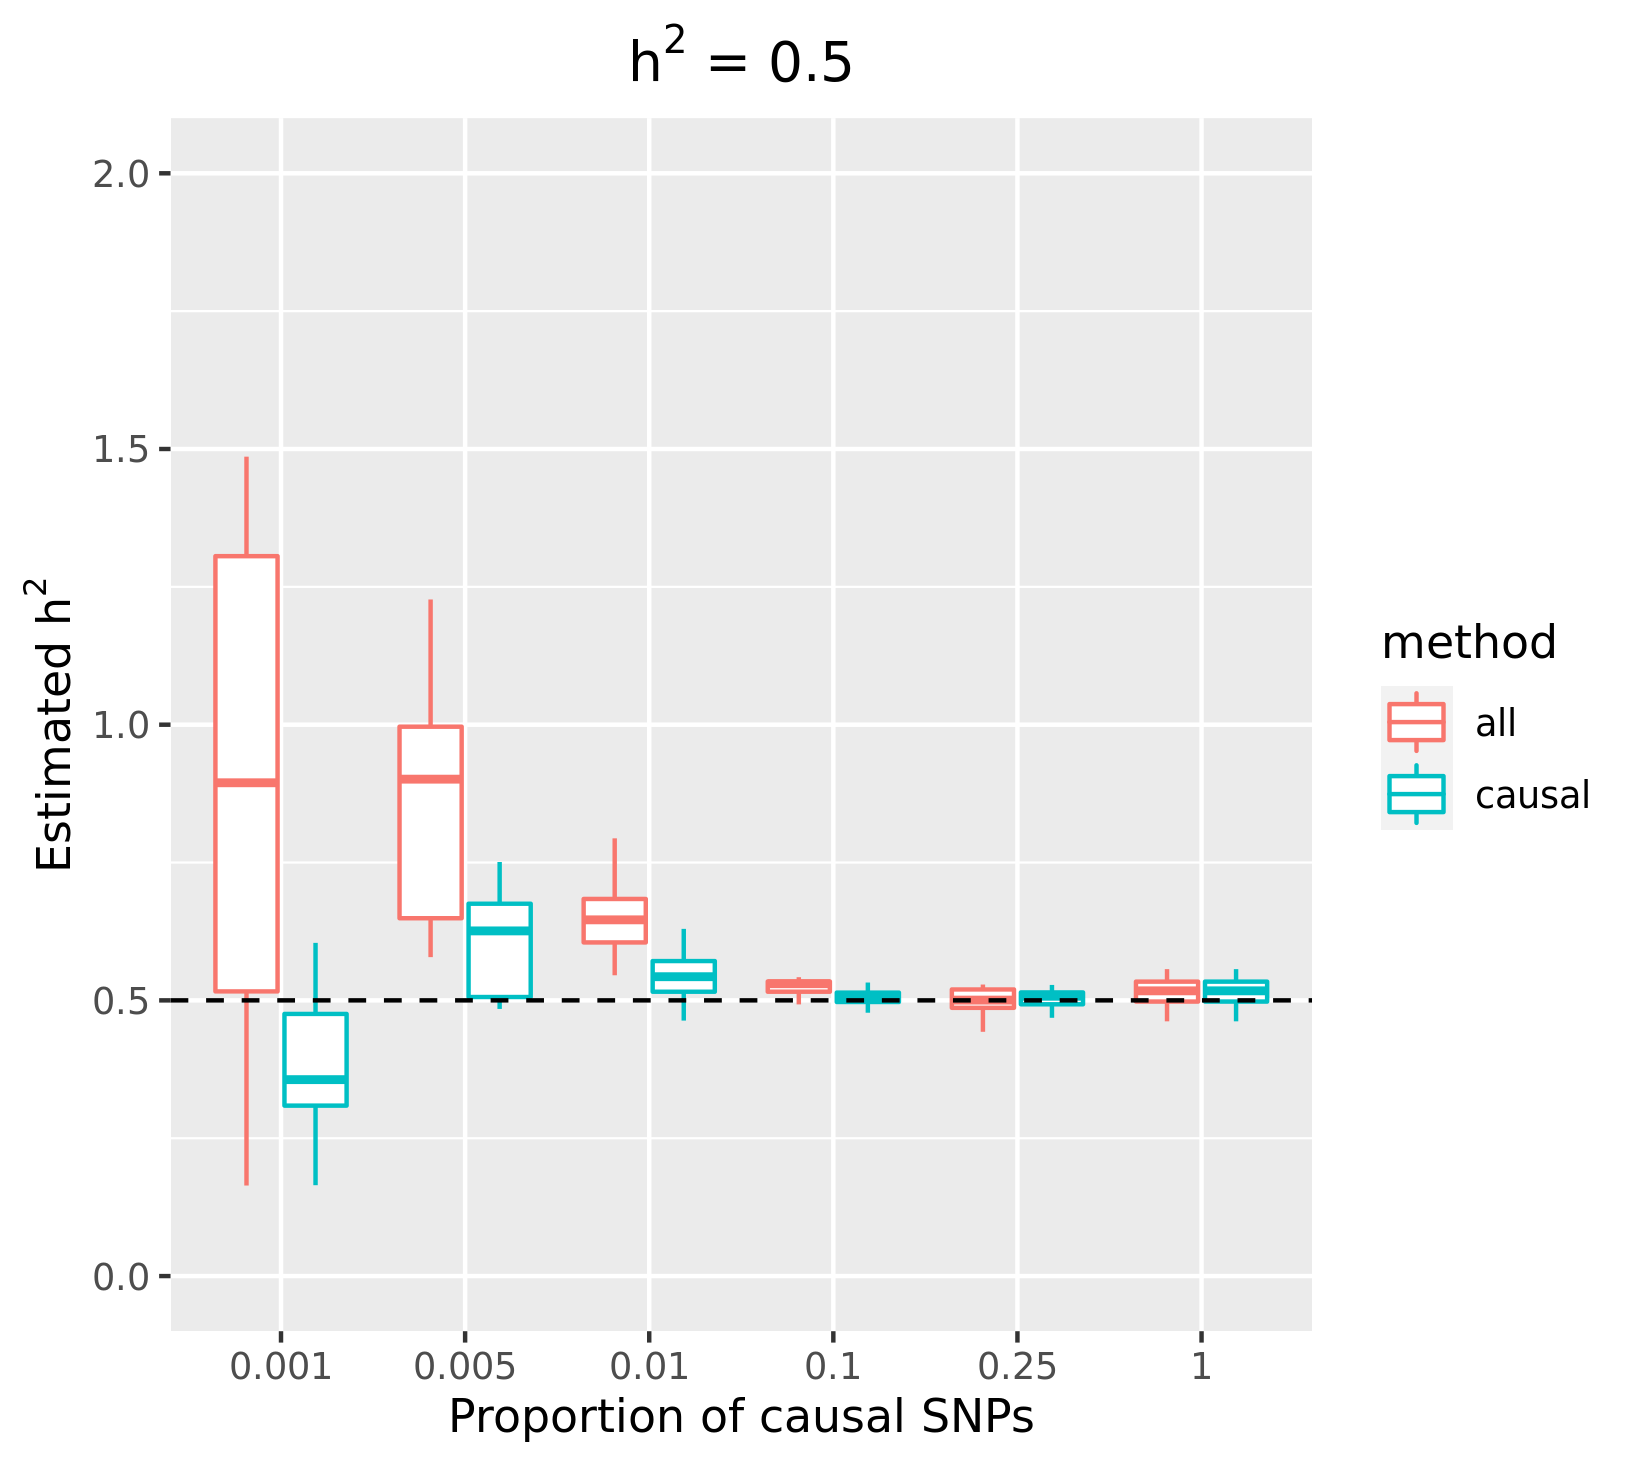 h² = 0.5
Estimated h²
2.0
1.5
1.0
0.5
0.0
0.001 0.005 0.01 0.1 0.25 1
Proportion of causal SNPs
method
all
causal